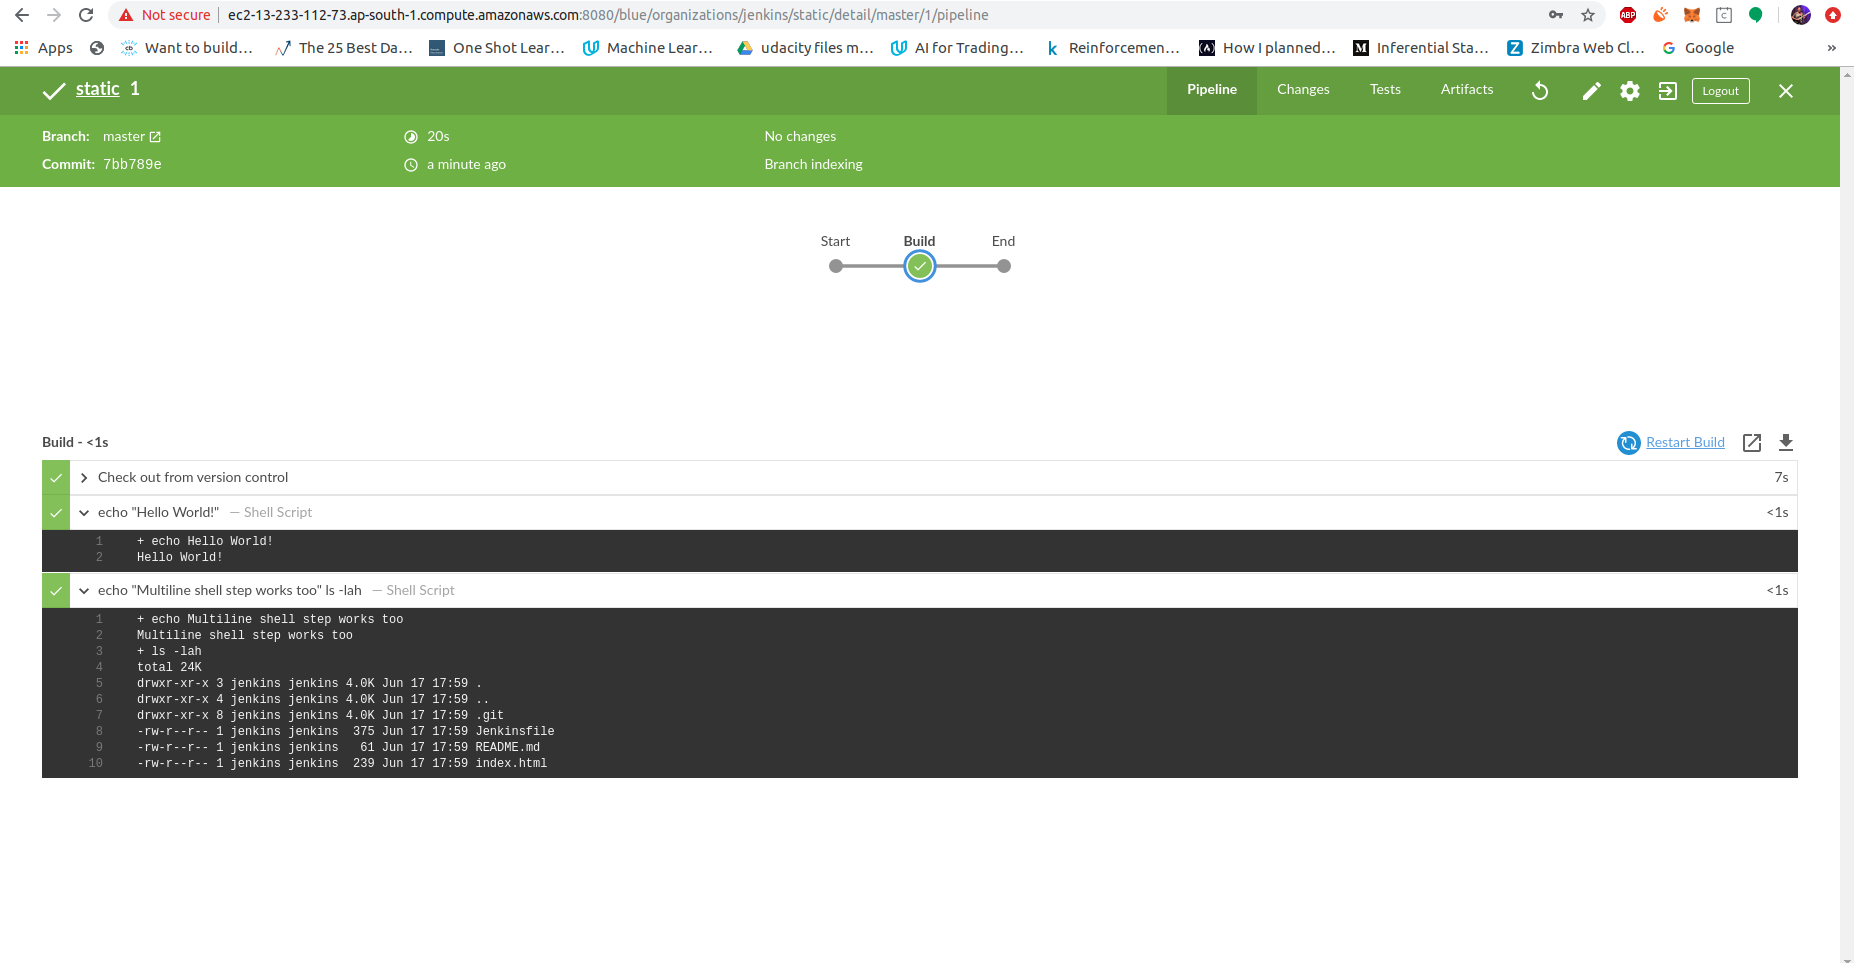 Not secure ec2-13-233-112-73.ap-south-1.compute.amazonaws.com:8080/blue/organizations/jenkins/static/detail/master/1/pipeline ABP C
Apps Want to build... The 25 Best Da... One Shot Lear... Machine Lear... udacity files m... AI for Trading... k Reinforcemen... How I planned... M Inferential Sta... Z Zimbra Web Cl... G Google »
static 1 Pipeline Changes Tests Artifacts Logout
Branch: master 20s No changes
Commit: 7bb789e a minute ago Branch indexing
Start Build End
Build - <1s Restart Build
Check out from version control 7s
echo "Hello World!" — Shell Script <1s
1 + echo Hello World!
2 Hello World!
echo "Multiline shell step works too" ls -lah — Shell Script <1s
1 + echo Multiline shell step works too
2 Multiline shell step works too
3 + ls -lah
4 total 24K
5 drwxr-xr-x 3 jenkins jenkins 4.0K Jun 17 17:59 .
6 drwxr-xr-x 4 jenkins jenkins 4.0K Jun 17 17:59 ..
7 drwxr-xr-x 8 jenkins jenkins 4.0K Jun 17 17:59 .git
8 -rw-r--r-- 1 jenkins jenkins 375 Jun 17 17:59 Jenkinsfile
9 -rw-r--r-- 1 jenkins jenkins 61 Jun 17 17:59 README.md
10 -rw-r--r-- 1 jenkins jenkins 239 Jun 17 17:59 index.html